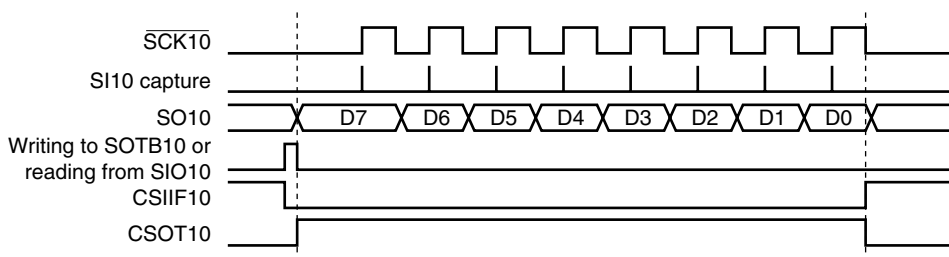 SCK10
SI10 capture
SO10 D7 D6 D5 D4 D3 D2 D1 D0
Writing to SOTB10 or
reading from SIO10
CSIIF10
CSOT10